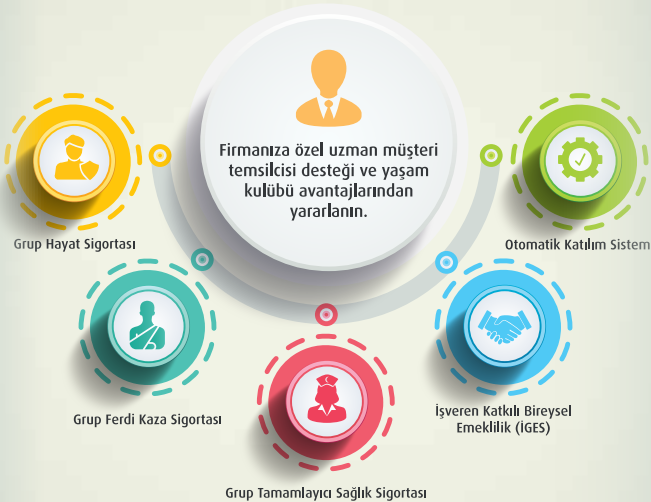 Firmanıza özel uzman müşteri
temsilcisi desteği ve yaşam
kulübü avantajlarından
yararlanın.
Grup Hayat Sigortası
Otomatik Katılım Sistem
Grup Ferdi Kaza Sigortası
İşveren Katkılı Bireysel
Emeklilik (İGES)
Grup Tamamlayıcı Sağlık Sigortası